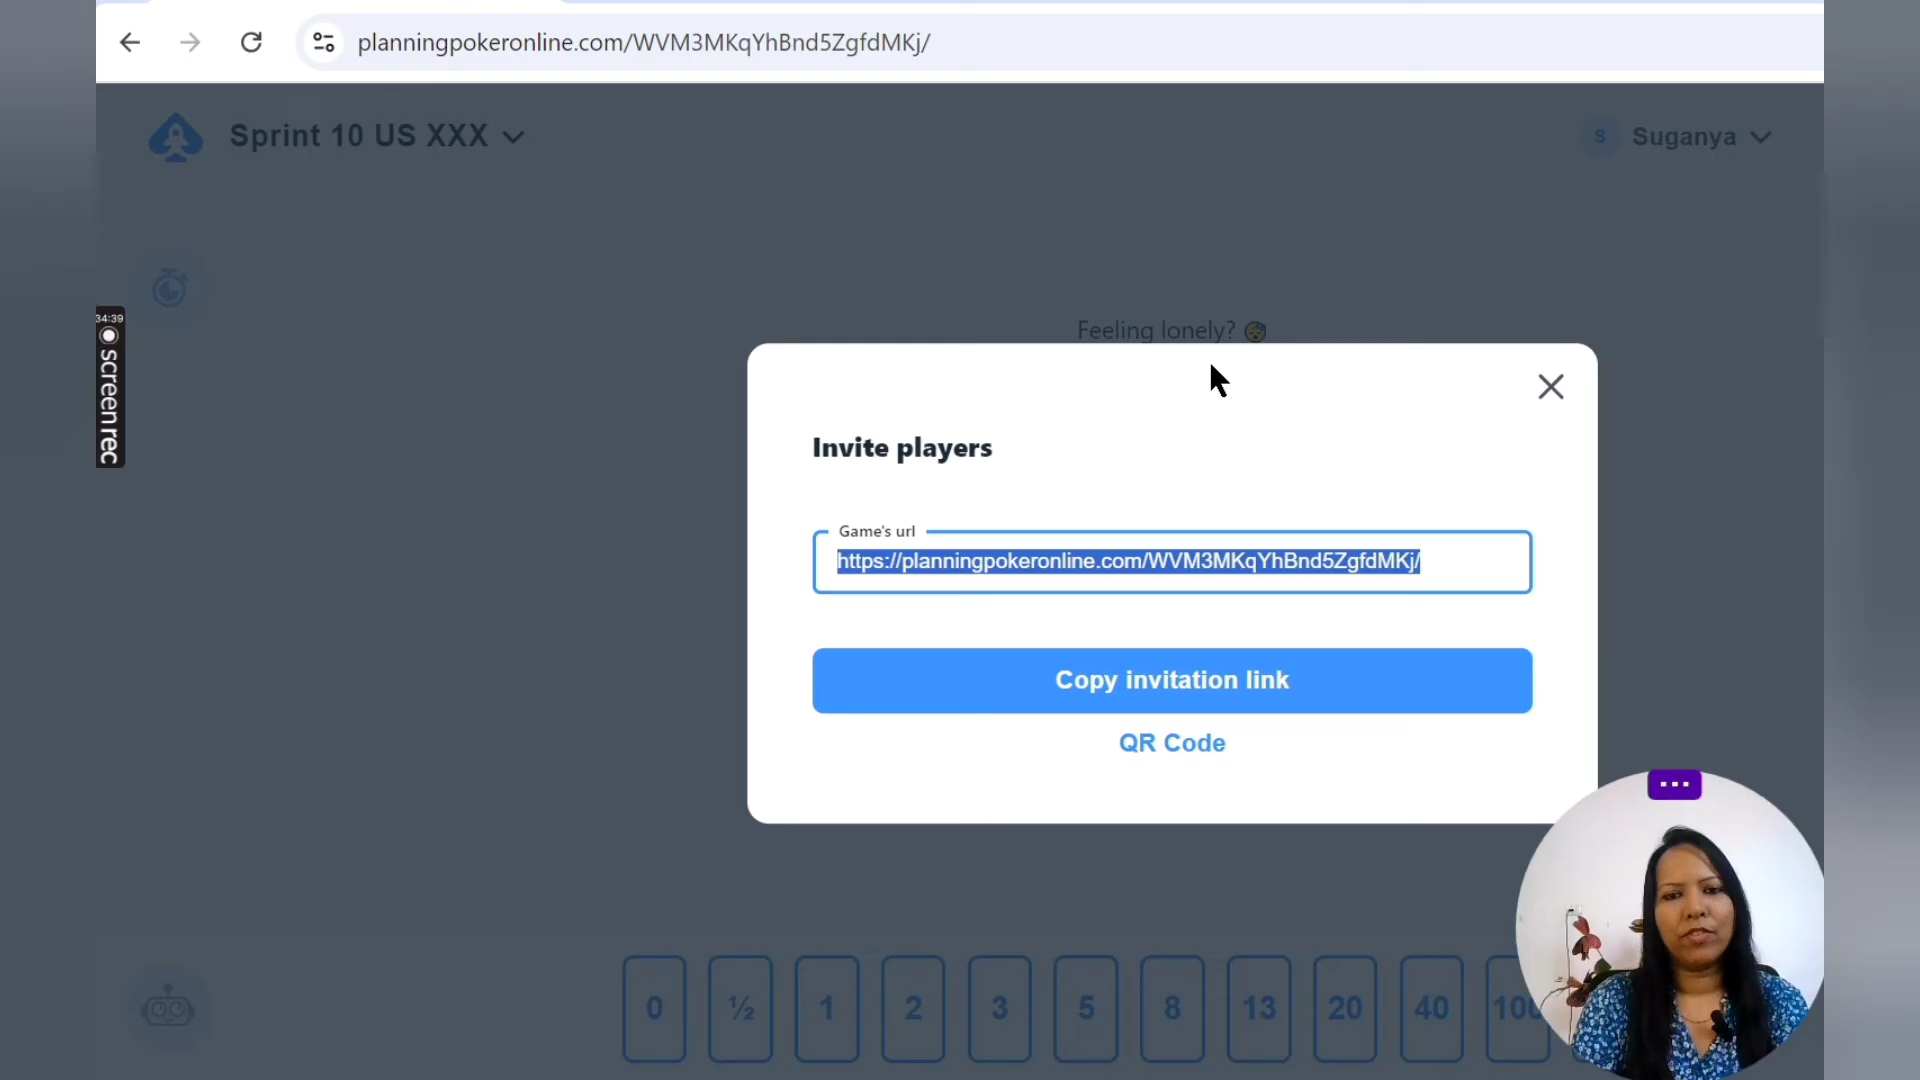 planningpokeronline.com/WVM3MKqYhBnd5ZgfdMKj/
Sprint 10 US XXX
S Suganya
34:39
screenrec
Feeling lonely? 😴
Invite players
Game's url
https://planningpokeronline.com/WVM3MKqYhBnd5ZgfdMKj/
Copy invitation link
QR Code
0 ½ 1 2 3 5 8 13 20 40 100